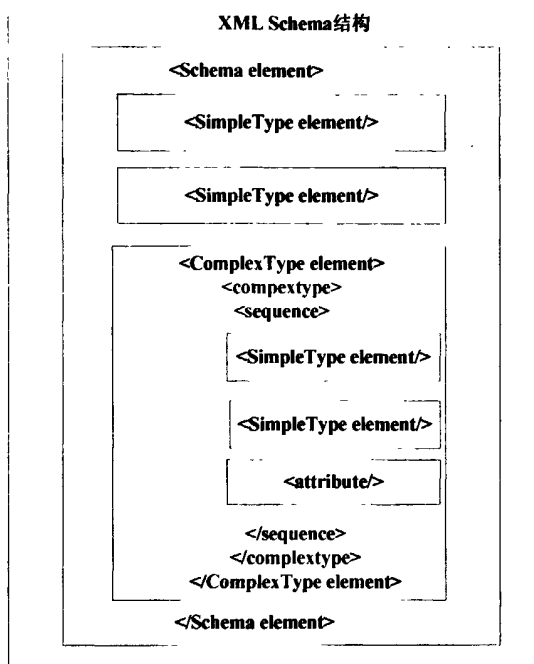 XML Schema结构
<Schema element>
<SimpleType element/>
<SimpleType element/>
<ComplexType element>
<compextype>
<sequence>
<SimpleType element/>
<SimpleType element/>
<attribute/>
</sequence>
</complextype>
</ComplexType element>
</Schema element>